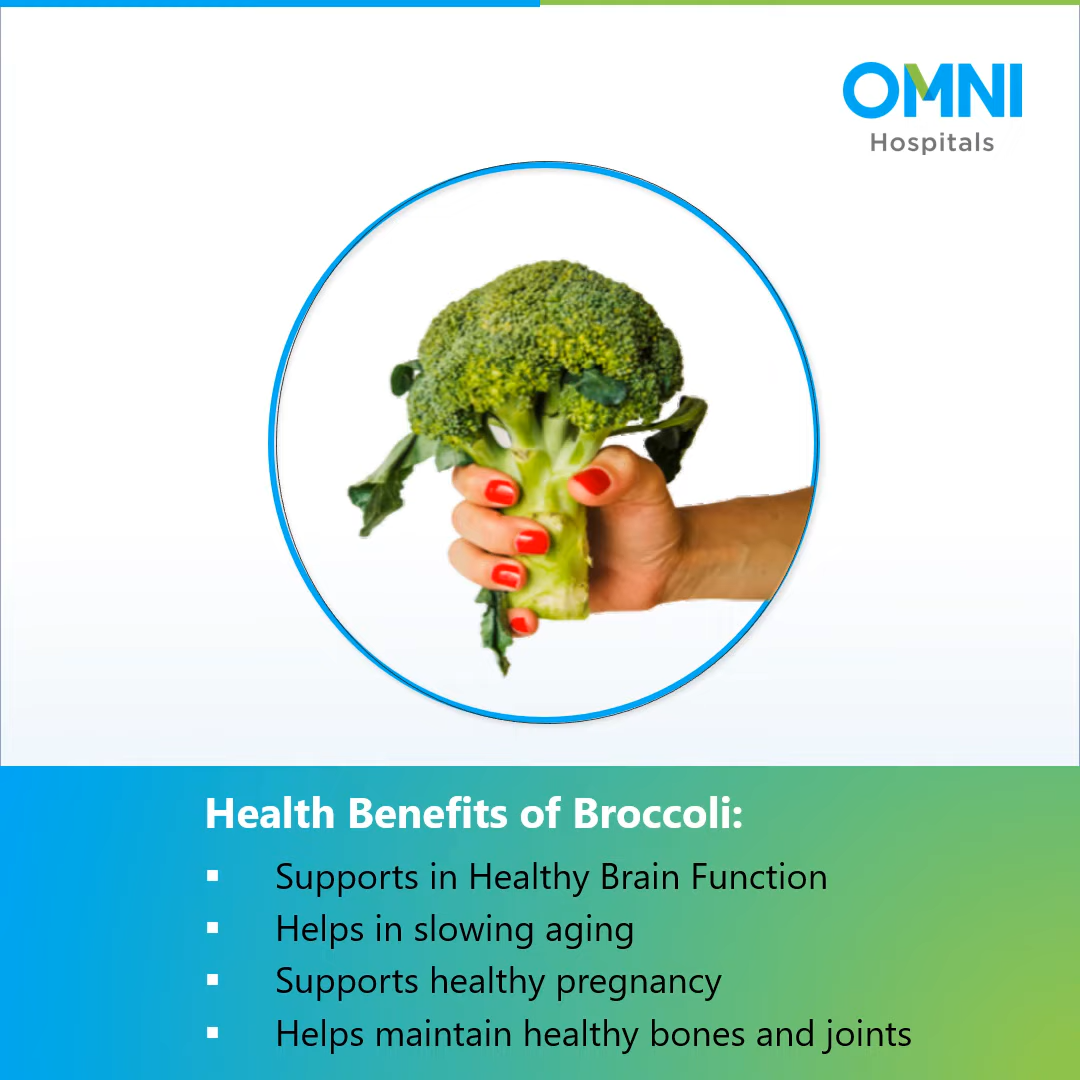 OMNI
Hospitals
Health Benefits of Broccoli:
▪ Supports in Healthy Brain Function
▪ Helps in slowing aging
▪ Supports healthy pregnancy
▪ Helps maintain healthy bones and joints